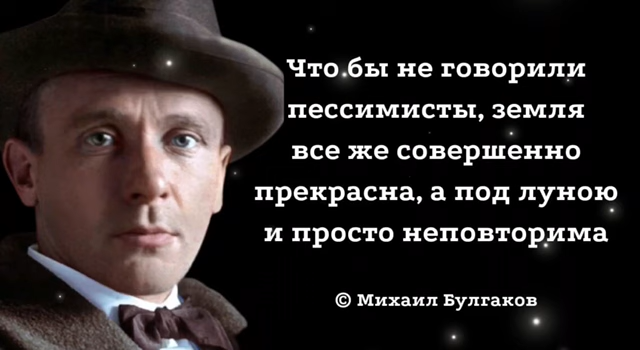 Что бы не говорили
пессимисты, земля
все же совершенно
прекрасна, а под луною
и просто неповторима
© Михаил Булгаков